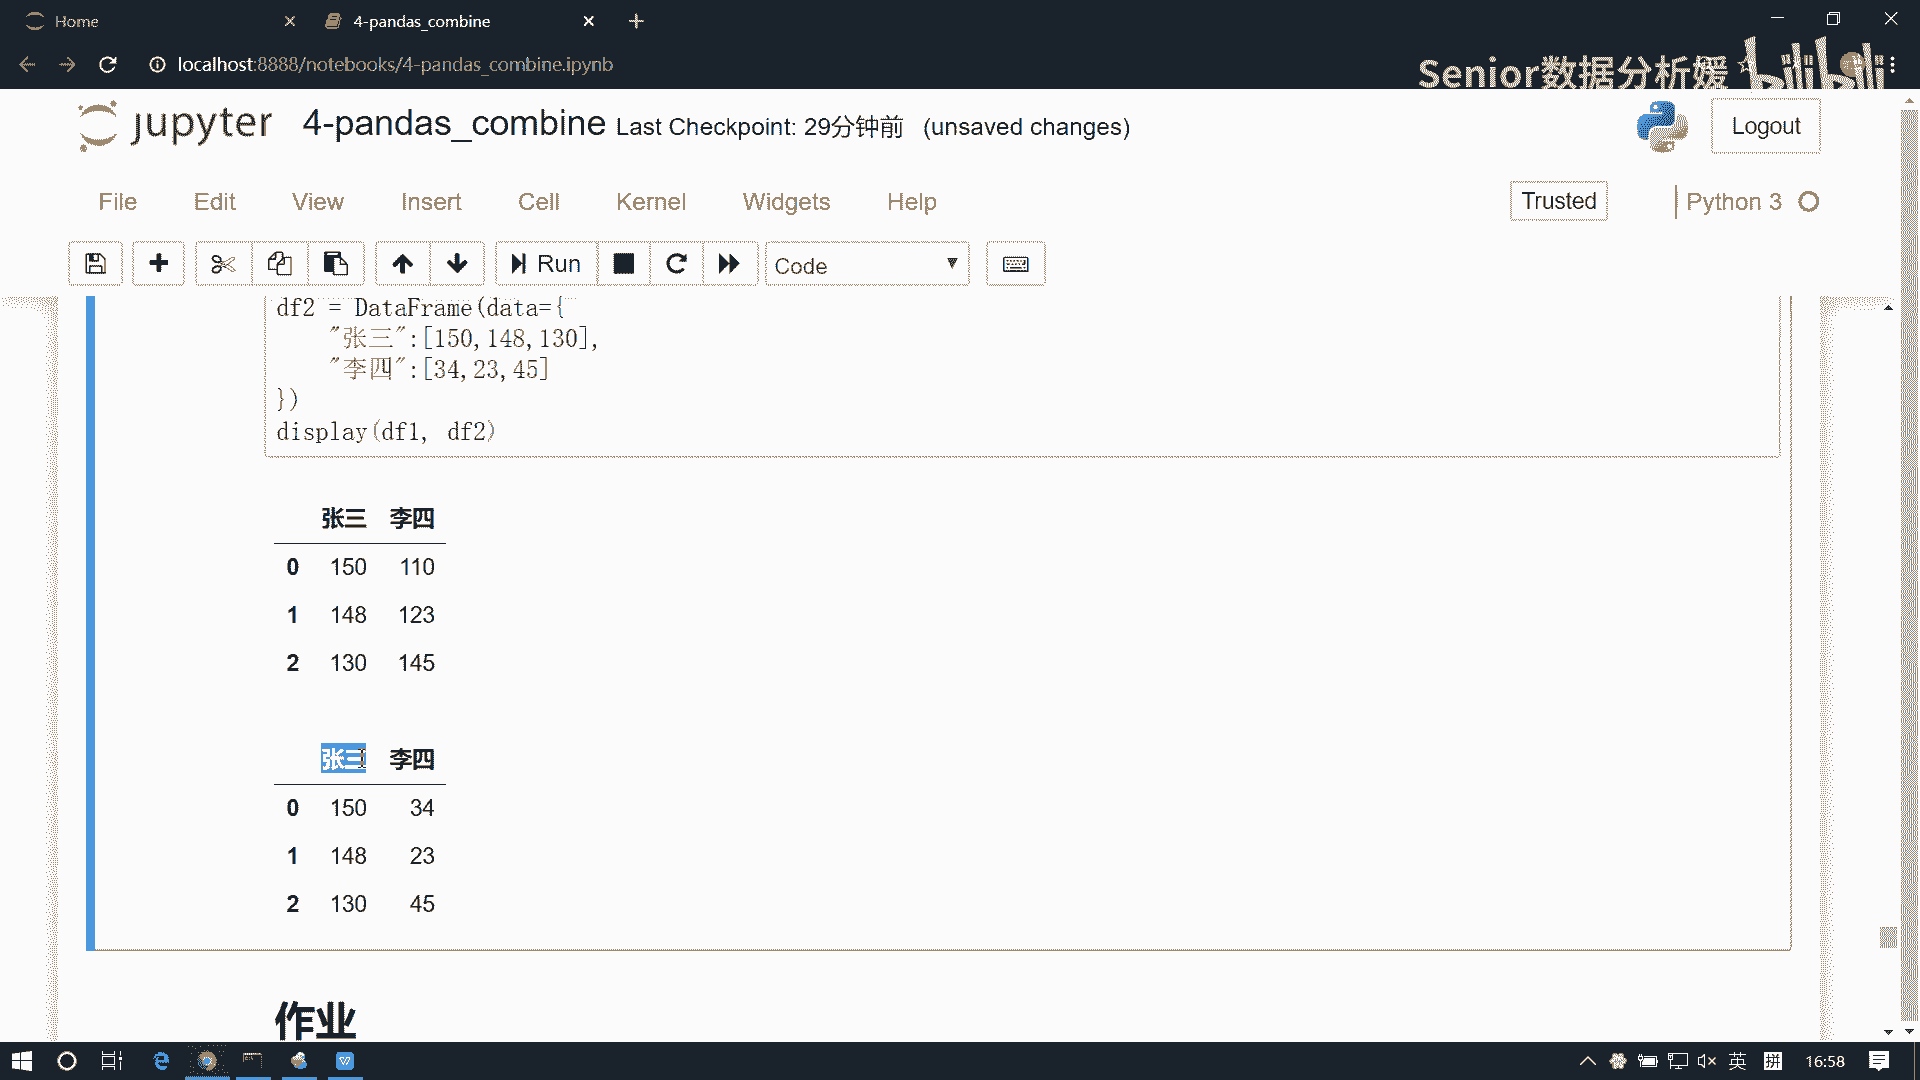 Home
4-pandas_combine
localhost:8888/notebooks/4-pandas_combine.ipynb
Senior数据分析媛 bilibili
jupyter 4-pandas_combine Last Checkpoint: 29分钟前 (unsaved changes)
Logout
File Edit View Insert Cell Kernel Widgets Help
Trusted
Python 3
Run
Code
df2 = DataFrame(data={
"张三":[150,148,130],
"李四":[34,23,45]
})
display(df1, df2)
张三 李四
0 150 110
1 148 123
2 130 145
张三 李四
0 150 34
1 148 23
2 130 45
作业
英 拼 16:58